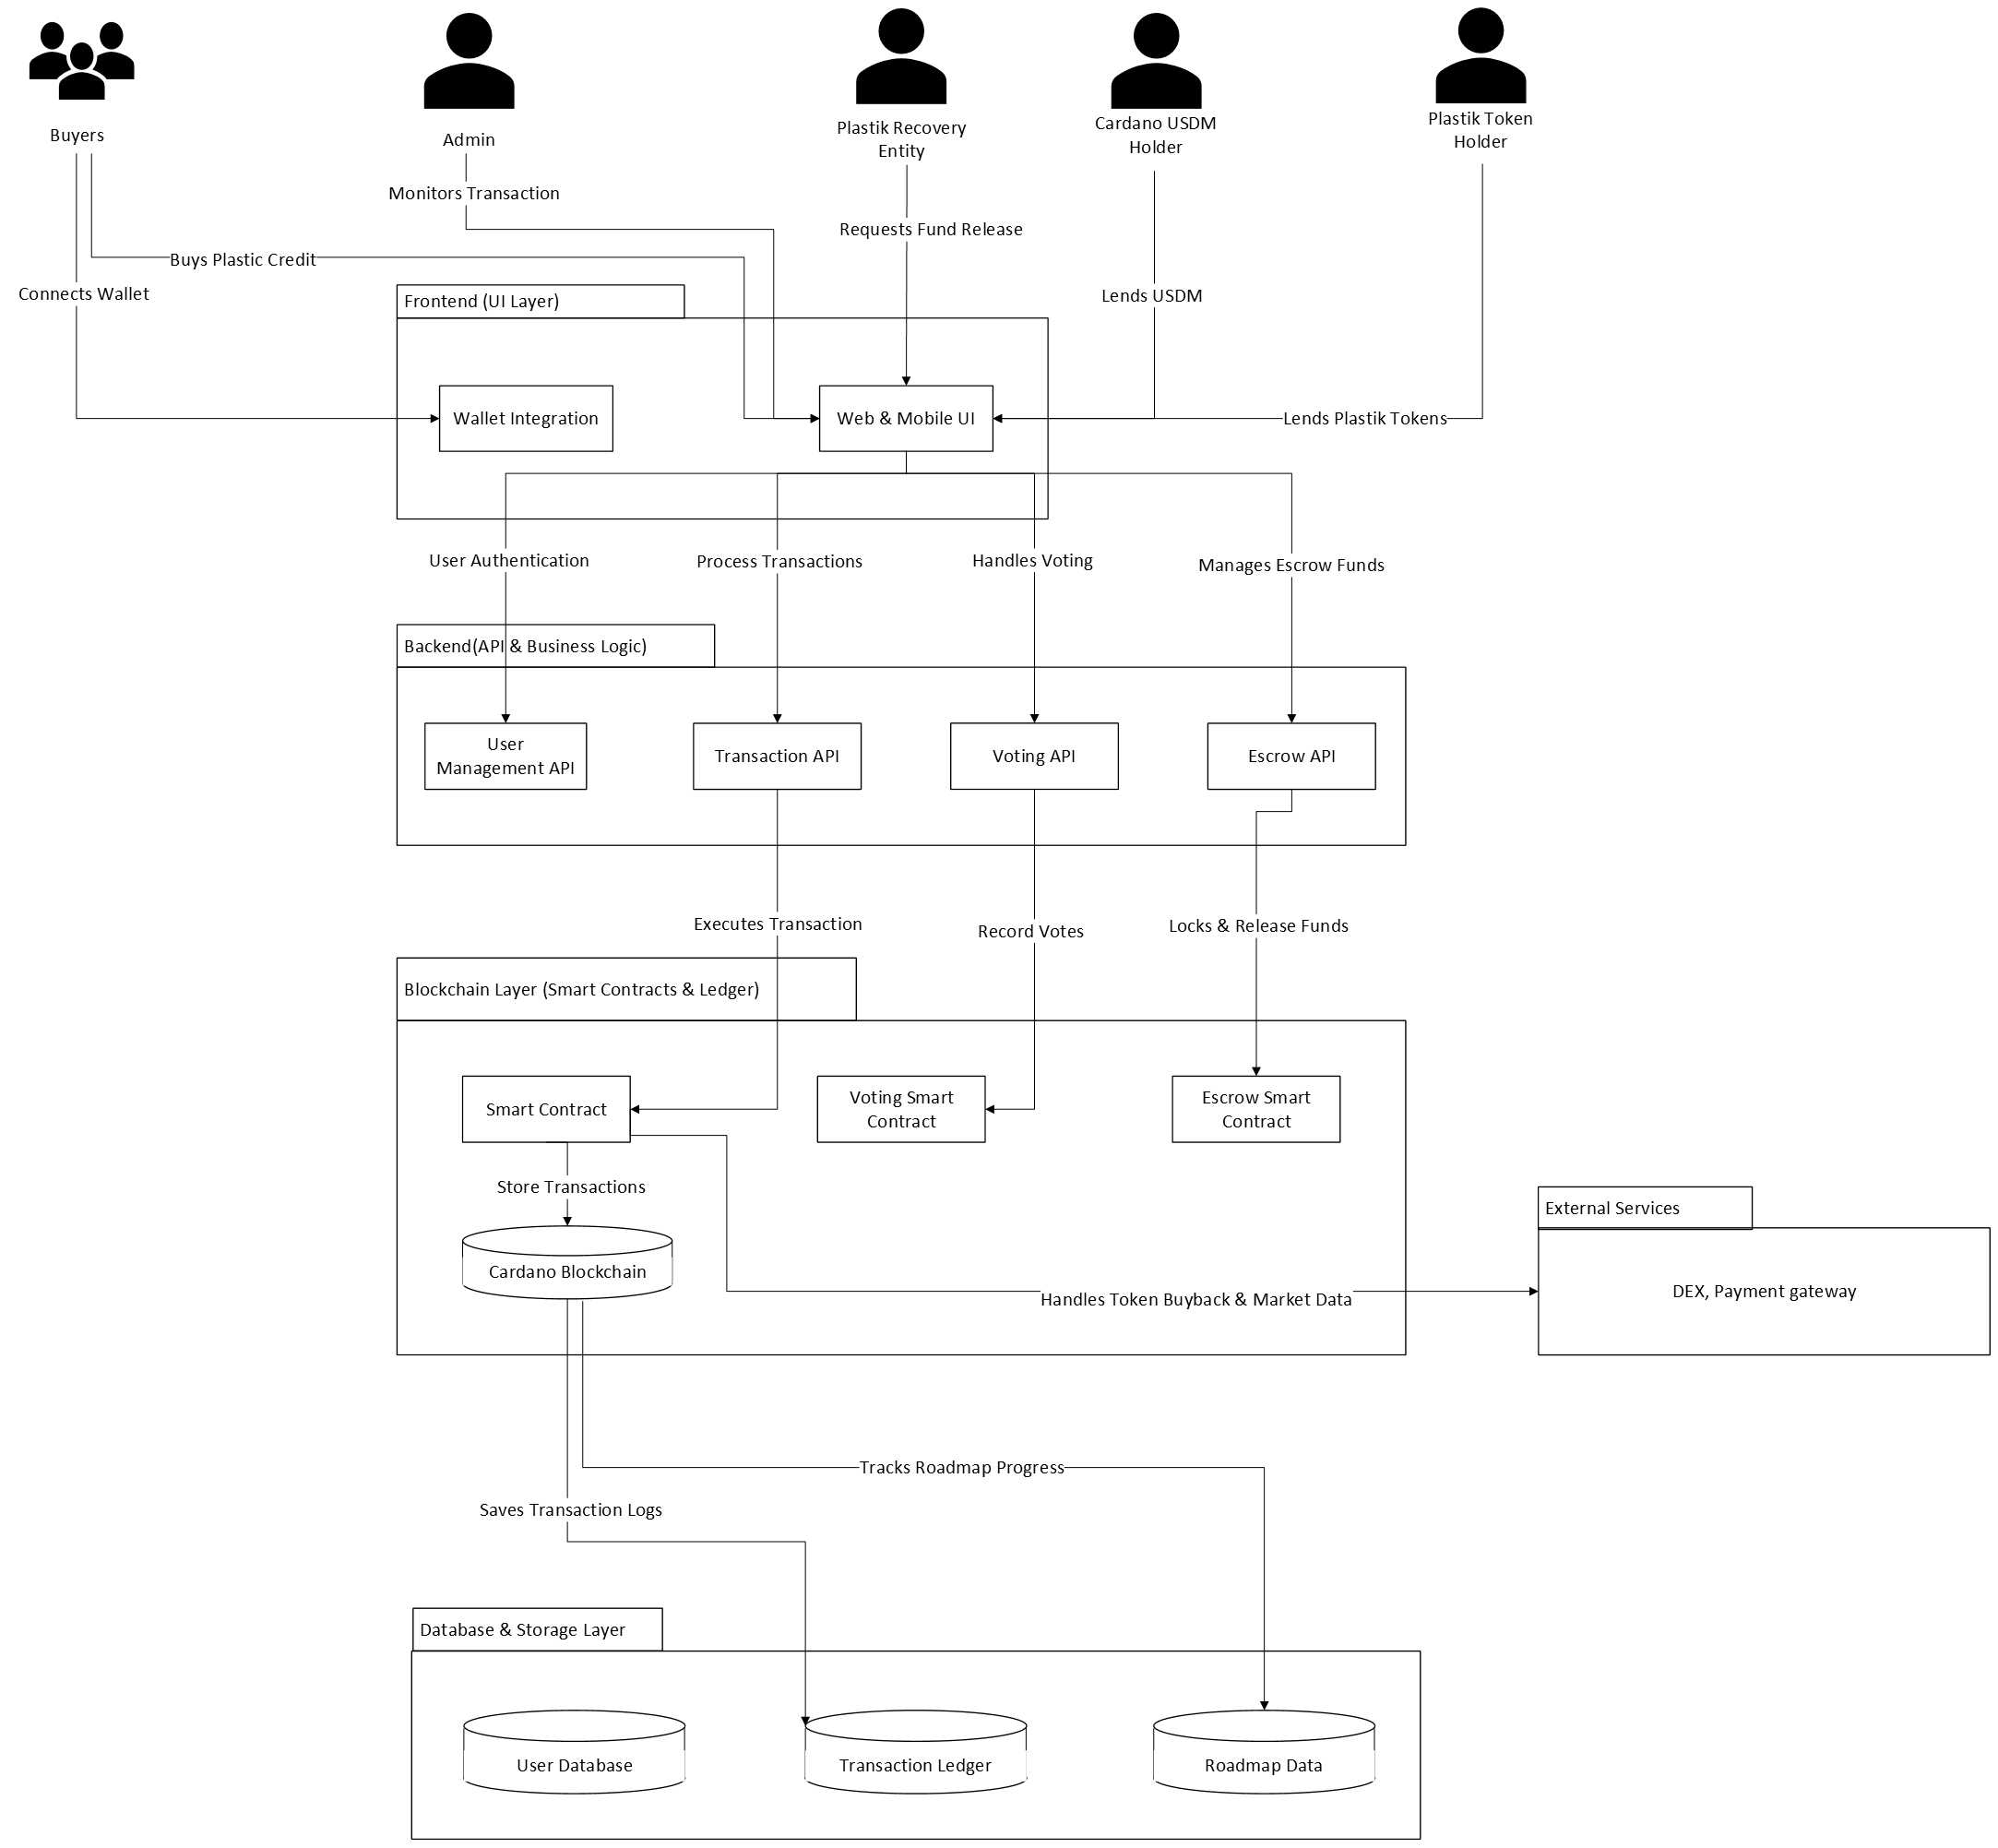 Buyers
Admin
Plastik Recovery
Entity
Cardano USDM
Holder
Plastik Token
Holder
Monitors Transaction
Requests Fund Release
Buys Plastic Credit
Connects Wallet
Lends USDM
Frontend (UI Layer)
Wallet Integration
Web & Mobile UI
Lends Plastik Tokens
User Authentication
Process Transactions
Handles Voting
Manages Escrow Funds
Backend(API & Business Logic)
User
Management API
Transaction API
Voting API
Escrow API
Executes Transaction
Record Votes
Locks & Release Funds
Blockchain Layer (Smart Contracts & Ledger)
Smart Contract
Voting Smart
Contract
Escrow Smart
Contract
Store Transactions
External Services
Cardano Blockchain
Handles Token Buyback & Market Data
DEX, Payment gateway
Tracks Roadmap Progress
Saves Transaction Logs
Database & Storage Layer
User Database
Transaction Ledger
Roadmap Data